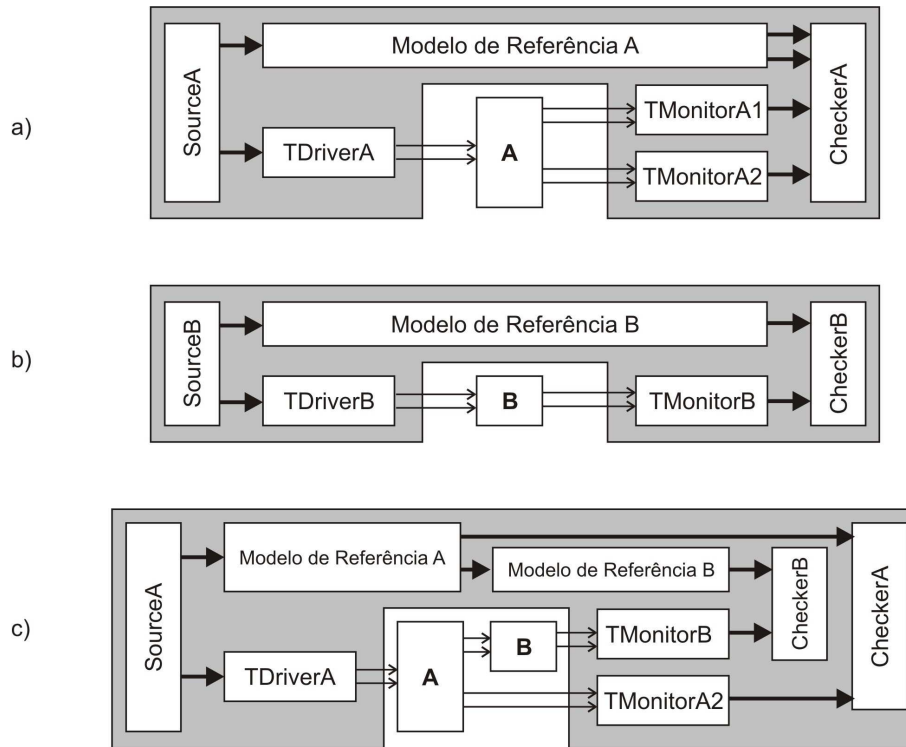 a)
SourceA
Modelo de Referência A
TDriverA
A
TMonitorA1
TMonitorA2
CheckerA
b)
SourceB
Modelo de Referência B
TDriverB
B
TMonitorB
CheckerB
c)
SourceA
Modelo de Referência A
Modelo de Referência B
TDriverA
A
B
TMonitorB
TMonitorA2
CheckerB
CheckerA